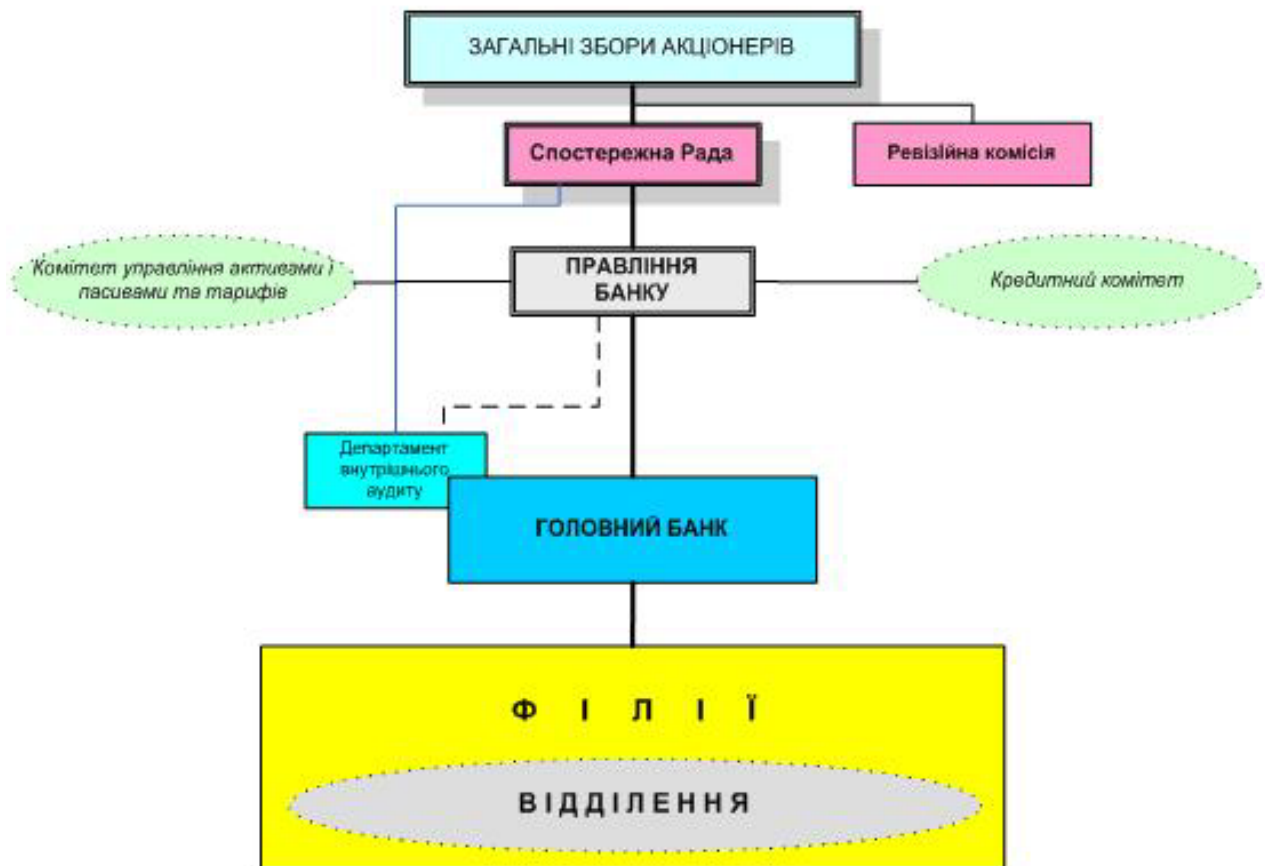 ЗАГАЛЬНІ ЗБОРИ АКЦІОНЕРІВ
Спостережна Рада
Ревізійна комісія
Комітет управління активами і
пасивами та тарифів
ПРАВЛІННЯ
БАНКУ
Кредитний комітет
Департамент
внутрішнього
аудиту
ГОЛОВНИЙ БАНК
Ф І Л І Ї
В І Д Д І Л Е Н Н Я